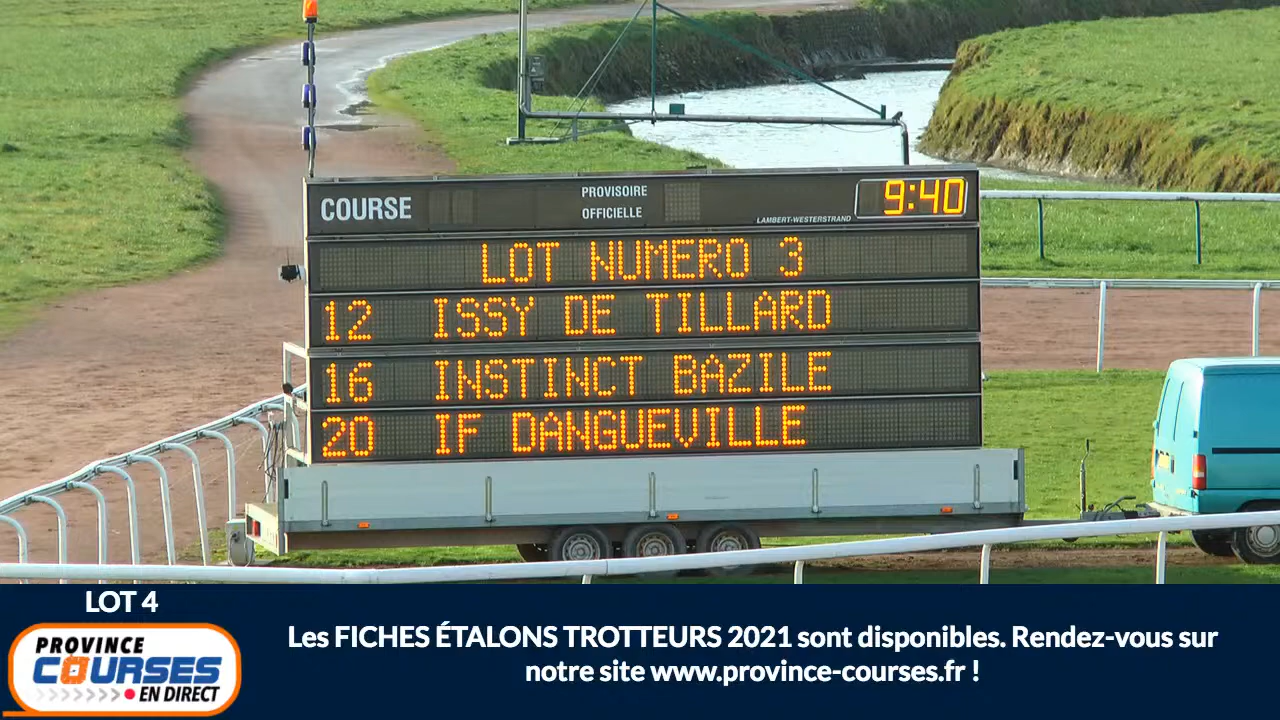 COURSE
PROVISOIRE
OFFICIELLE
LAMBERT-WESTERSTRAND
9:40
LOT NUMERO 3
12 ISSY DE TILLARD
16 INSTINCT BAZILE
20 IF DANGUEVILLE
LOT 4
PROVINCE
COURSES
EN DIRECT
Les FICHES ÉTALONS TROTTEURS 2021 sont disponibles. Rendez-vous sur
notre site www.province-courses.fr !